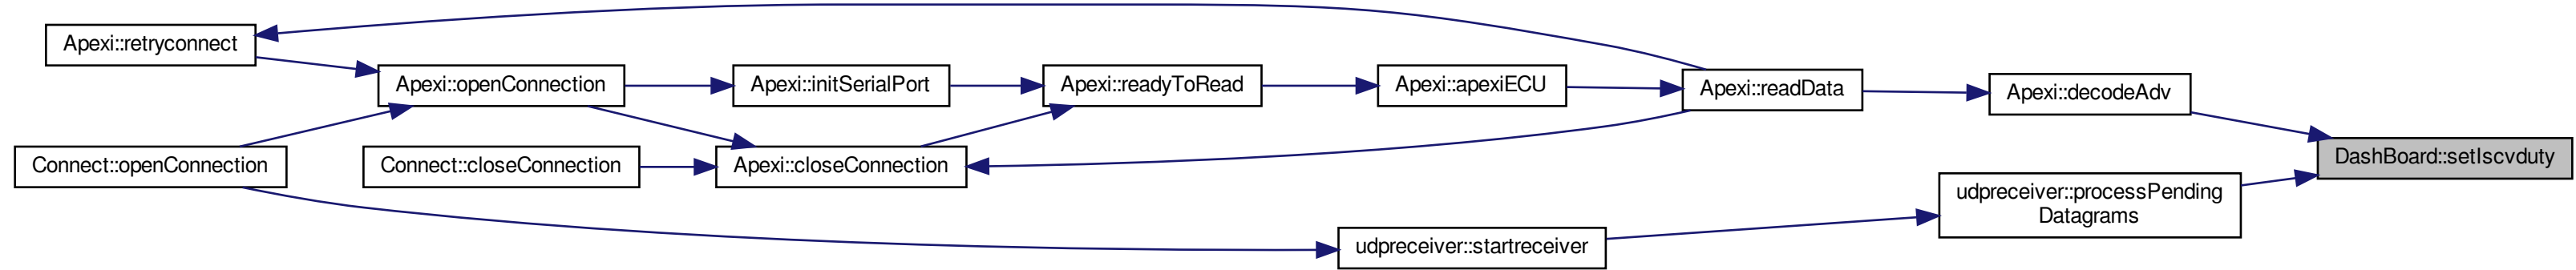 Apexi::retryconnect
Apexi::openConnection
Apexi::initSerialPort
Apexi::readyToRead
Apexi::apexiECU
Apexi::readData
Apexi::decodeAdv
DashBoard::setIscvduty
Connect::openConnection
Connect::closeConnection
Apexi::closeConnection
udpreceiver::processPending
Datagrams
udpreceiver::startreceiver